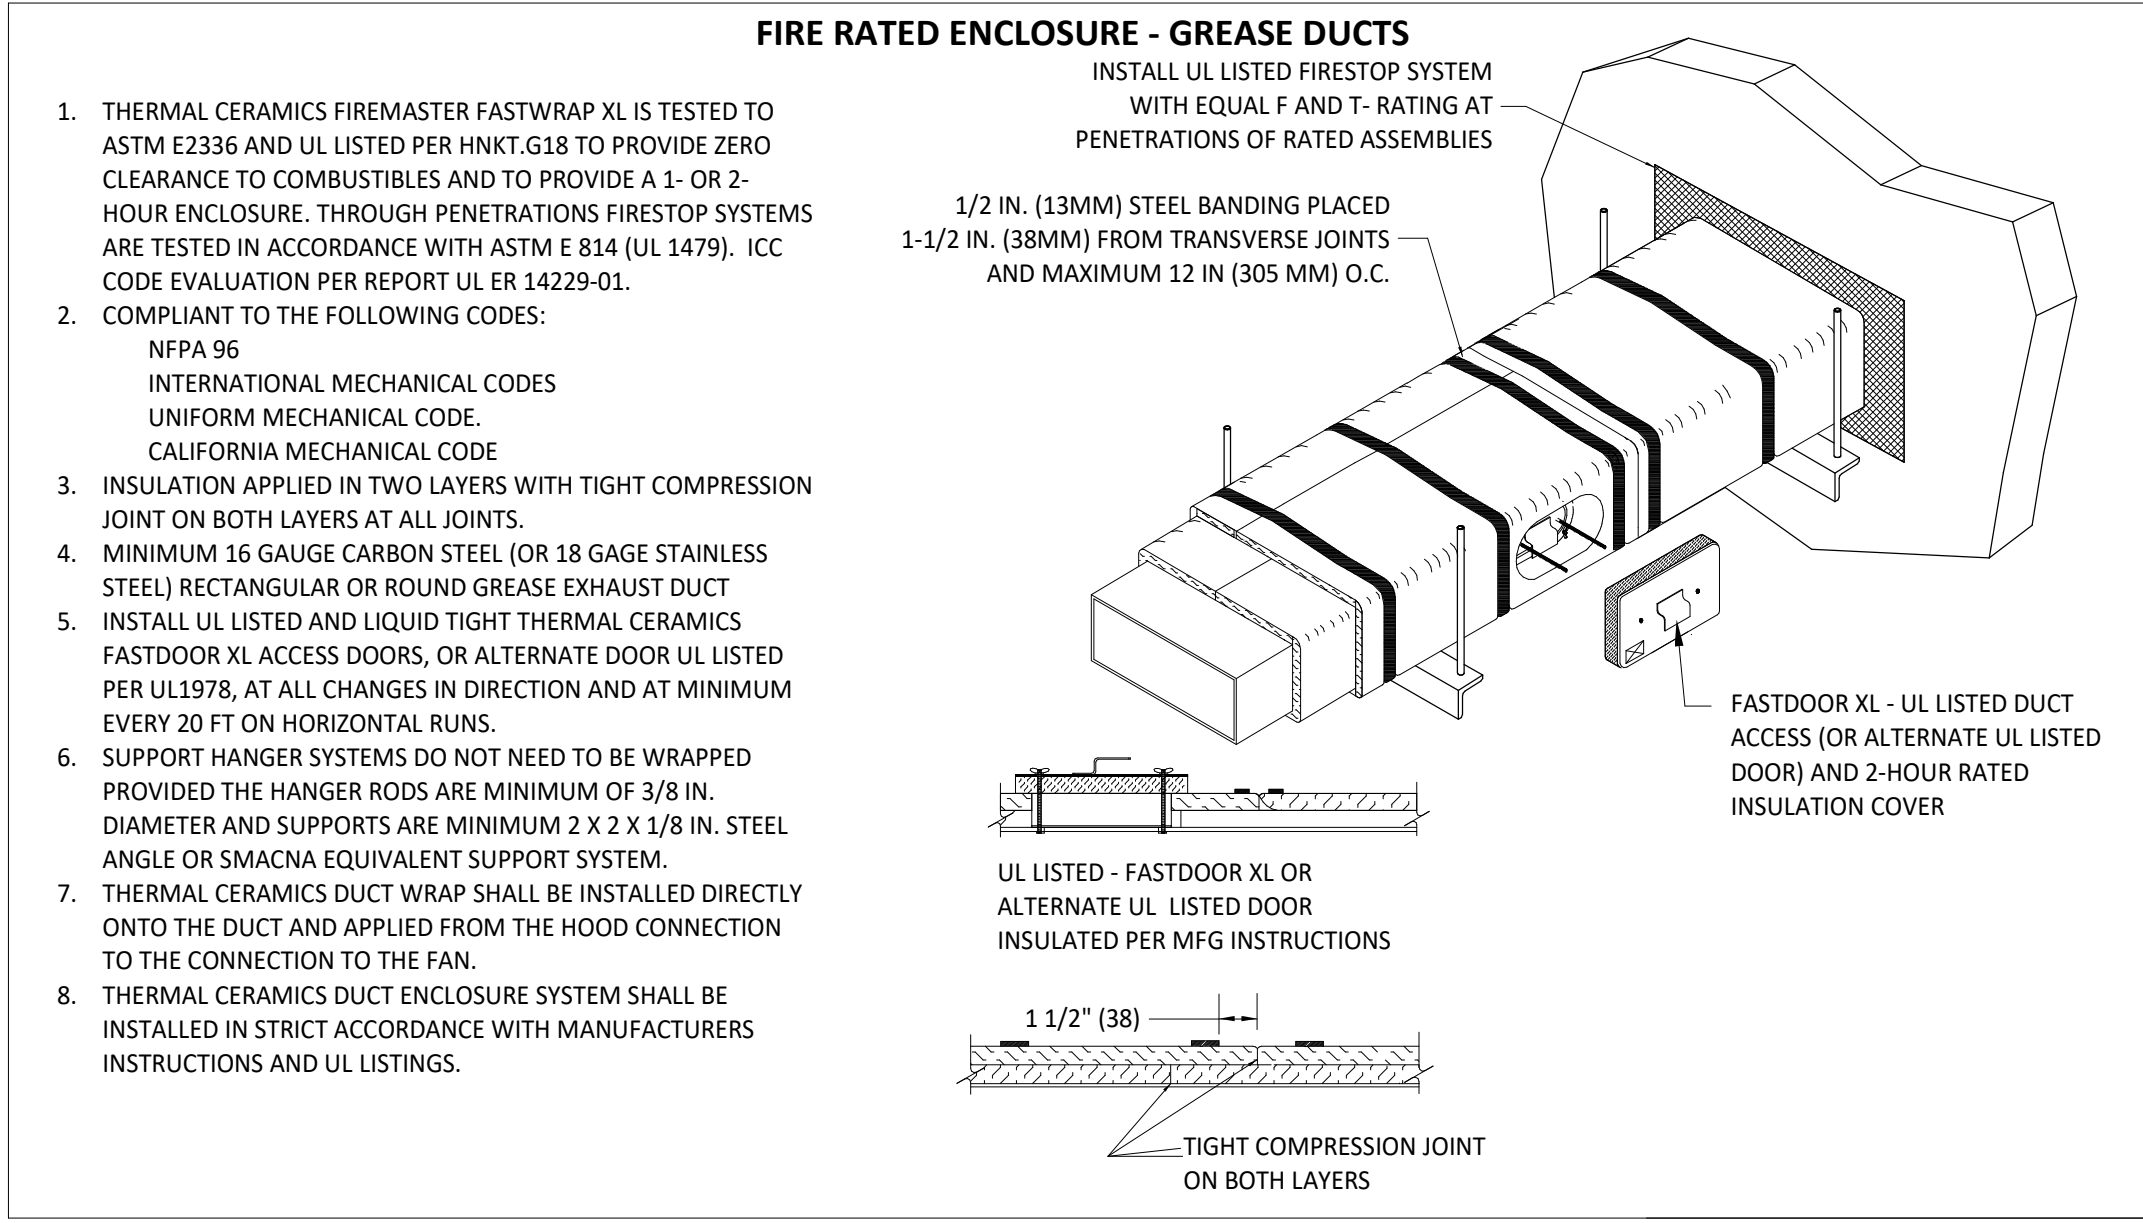 FIRE RATED ENCLOSURE - GREASE DUCTS
1. THERMAL CERAMICS FIREMASTER FASTWRAP XL IS TESTED TO
ASTM E2336 AND UL LISTED PER HNKT.G18 TO PROVIDE ZERO
CLEARANCE TO COMBUSTIBLES AND TO PROVIDE A 1- OR 2-
HOUR ENCLOSURE. THROUGH PENETRATIONS FIRESTOP SYSTEMS
ARE TESTED IN ACCORDANCE WITH ASTM E 814 (UL 1479). ICC
CODE EVALUATION PER REPORT UL ER 14229-01.
2. COMPLIANT TO THE FOLLOWING CODES:
NFPA 96
INTERNATIONAL MECHANICAL CODES
UNIFORM MECHANICAL CODE.
CALIFORNIA MECHANICAL CODE
3. INSULATION APPLIED IN TWO LAYERS WITH TIGHT COMPRESSION
JOINT ON BOTH LAYERS AT ALL JOINTS.
4. MINIMUM 16 GAUGE CARBON STEEL (OR 18 GAGE STAINLESS
STEEL) RECTANGULAR OR ROUND GREASE EXHAUST DUCT
5. INSTALL UL LISTED AND LIQUID TIGHT THERMAL CERAMICS
FASTDOOR XL ACCESS DOORS, OR ALTERNATE DOOR UL LISTED
PER UL1978, AT ALL CHANGES IN DIRECTION AND AT MINIMUM
EVERY 20 FT ON HORIZONTAL RUNS.
6. SUPPORT HANGER SYSTEMS DO NOT NEED TO BE WRAPPED
PROVIDED THE HANGER RODS ARE MINIMUM OF 3/8 IN.
DIAMETER AND SUPPORTS ARE MINIMUM 2 X 2 X 1/8 IN. STEEL
ANGLE OR SMACNA EQUIVALENT SUPPORT SYSTEM.
7. THERMAL CERAMICS DUCT WRAP SHALL BE INSTALLED DIRECTLY
ONTO THE DUCT AND APPLIED FROM THE HOOD CONNECTION
TO THE CONNECTION TO THE FAN.
8. THERMAL CERAMICS DUCT ENCLOSURE SYSTEM SHALL BE
INSTALLED IN STRICT ACCORDANCE WITH MANUFACTURERS
INSTRUCTIONS AND UL LISTINGS.
INSTALL UL LISTED FIRESTOP SYSTEM
WITH EQUAL F AND T- RATING AT
PENETRATIONS OF RATED ASSEMBLIES
1/2 IN. (13MM) STEEL BANDING PLACED
1-1/2 IN. (38MM) FROM TRANSVERSE JOINTS
AND MAXIMUM 12 IN (305 MM) O.C.
FASTDOOR XL - UL LISTED DUCT
ACCESS (OR ALTERNATE UL LISTED
DOOR) AND 2-HOUR RATED
INSULATION COVER
UL LISTED - FASTDOOR XL OR
ALTERNATE UL LISTED DOOR
INSULATED PER MFG INSTRUCTIONS
1 1/2" (38)
TIGHT COMPRESSION JOINT
ON BOTH LAYERS